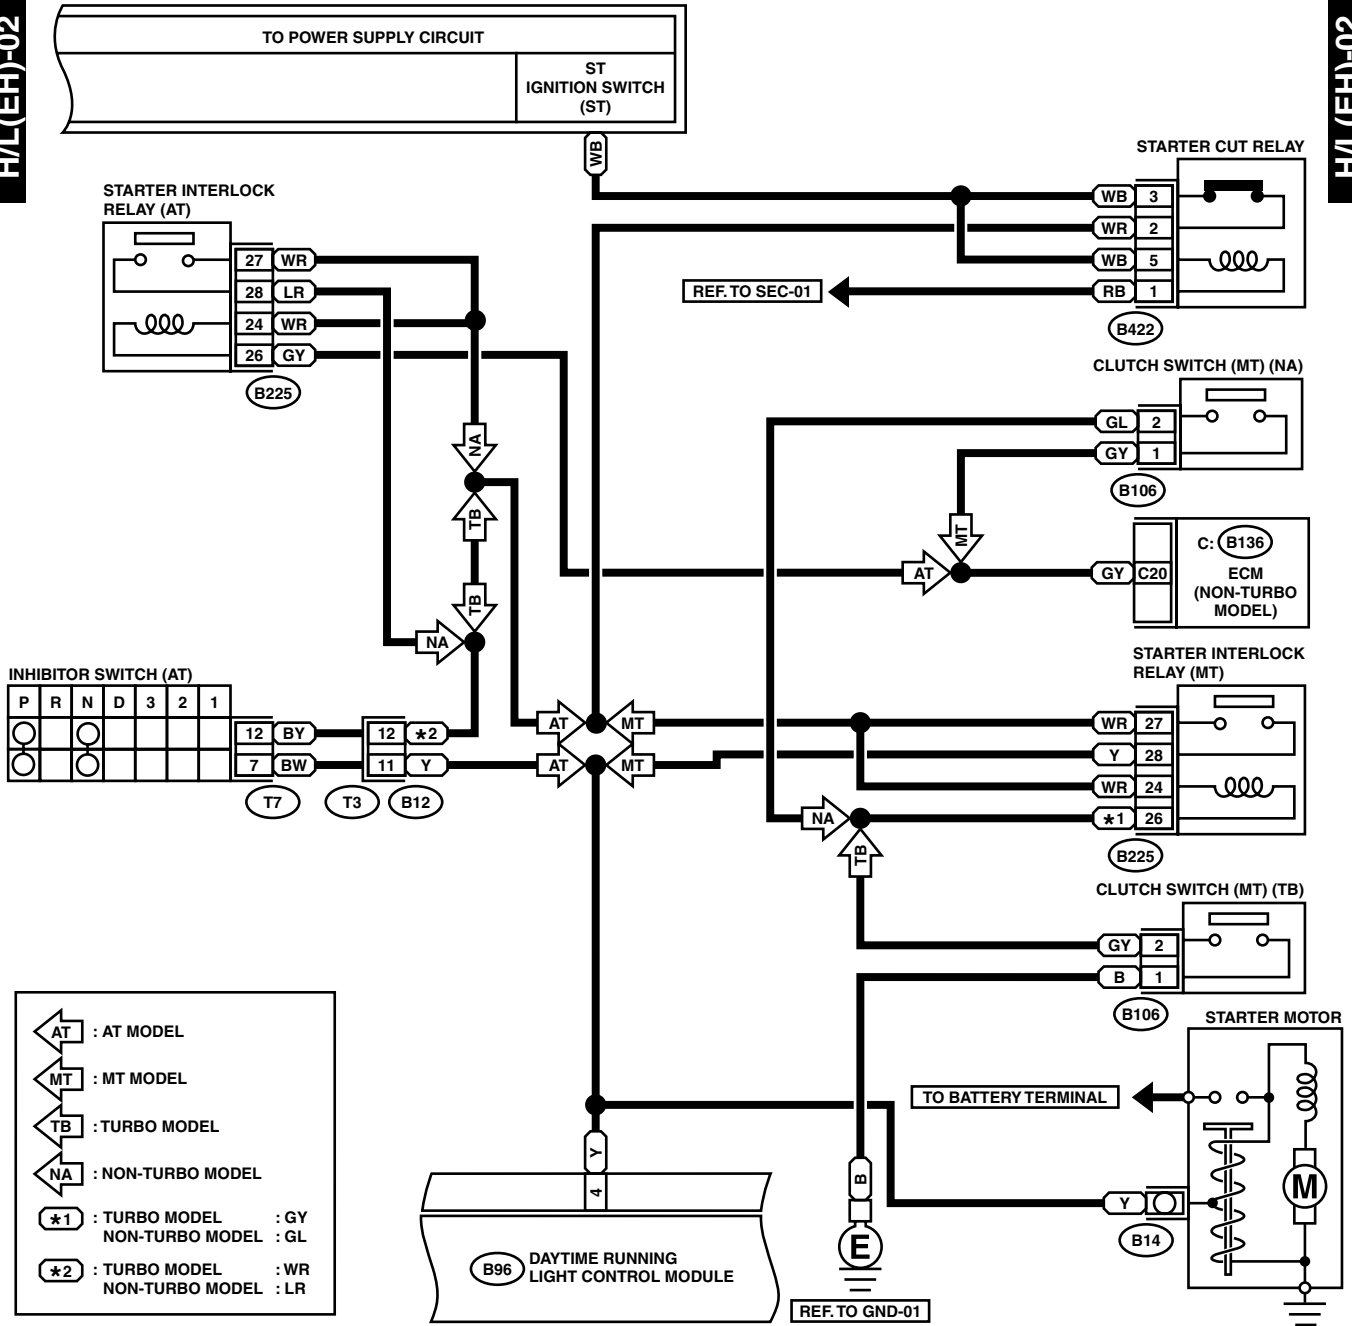 H/L(EH)-02
H/L(EH)-02
TO POWER SUPPLY CIRCUIT
ST
IGNITION SWITCH
(ST)
WB
STARTER CUT RELAY
WB 3
WR 2
WB 5
RB 1
B422
REF. TO SEC-01
STARTER INTERLOCK
RELAY (AT)
27 WR
28 LR
24 WR
26 GY
B225
NA
TB
TB
NA
CLUTCH SWITCH (MT) (NA)
GL 2
GY 1
B106
MT
AT
GY C20
C: B136
ECM
(NON-TURBO
MODEL)
INHIBITOR SWITCH (AT)
P R N D 3 2 1
12 BY
7 BW
12 *2
11 Y
T7
T3
B12
AT
MT
AT
MT
STARTER INTERLOCK
RELAY (MT)
WR 27
Y 28
WR 24
*1 26
B225
NA
TB
CLUTCH SWITCH (MT) (TB)
GY 2
B 1
B106
STARTER MOTOR
TO BATTERY TERMINAL
M
Y
B14
B
E
REF. TO GND-01
Y
4
B96
DAYTIME RUNNING
LIGHT CONTROL MODULE
AT : AT MODEL
MT : MT MODEL
TB : TURBO MODEL
NA : NON-TURBO MODEL
*1 : TURBO MODEL : GY
NON-TURBO MODEL : GL
*2 : TURBO MODEL : WR
NON-TURBO MODEL : LR